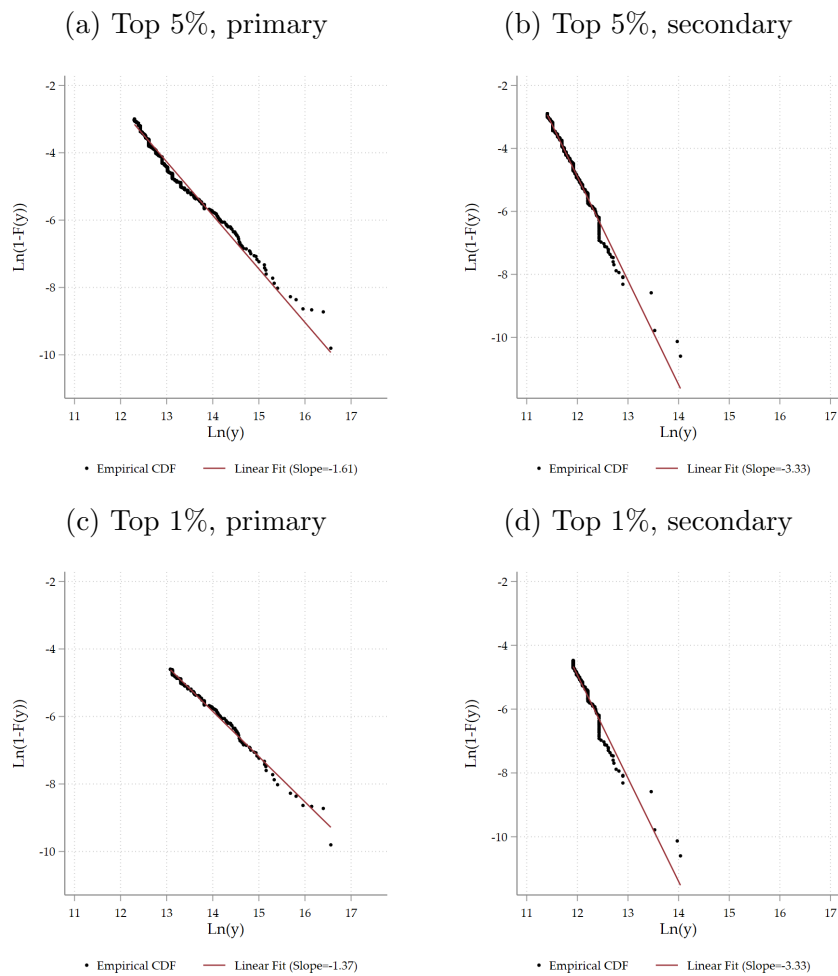 (a) Top 5%, primary
Ln(1-F(y))
-2
-4
-6
-8
-10
11 12 13 14 15 16 17
Ln(y)
Empirical CDF Linear Fit (Slope=-1.61)
(b) Top 5%, secondary
Ln(1-F(y))
-2
-4
-6
-8
-10
11 12 13 14 15 16 17
Ln(y)
Empirical CDF Linear Fit (Slope=-3.33)
(c) Top 1%, primary
Ln(1-F(y))
-2
-4
-6
-8
-10
11 12 13 14 15 16 17
Ln(y)
Empirical CDF Linear Fit (Slope=-1.37)
(d) Top 1%, secondary
Ln(1-F(y))
-2
-4
-6
-8
-10
11 12 13 14 15 16 17
Ln(y)
Empirical CDF Linear Fit (Slope=-3.33)